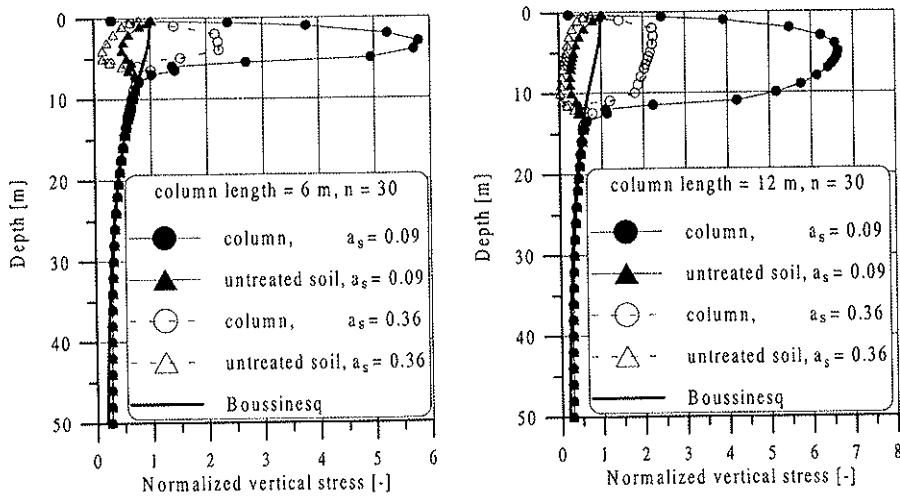 0
10
20
30
40
50
Depth [m]
column length = 6 m, n = 30
column, a_s = 0.09
untreated soil, a_s = 0.09
column, a_s = 0.36
untreated soil, a_s = 0.36
Boussinesq
0 1 2 3 4 5 6
Normalized vertical stress [-]
0
10
20
30
40
50
Depth [m]
column length = 12 m, n = 30
column, a_s = 0.09
untreated soil, a_s = 0.09
column, a_s = 0.36
untreated soil, a_s = 0.36
Boussinesq
0 1 2 3 4 5 6 7 8
Normalized vertical stress [-]